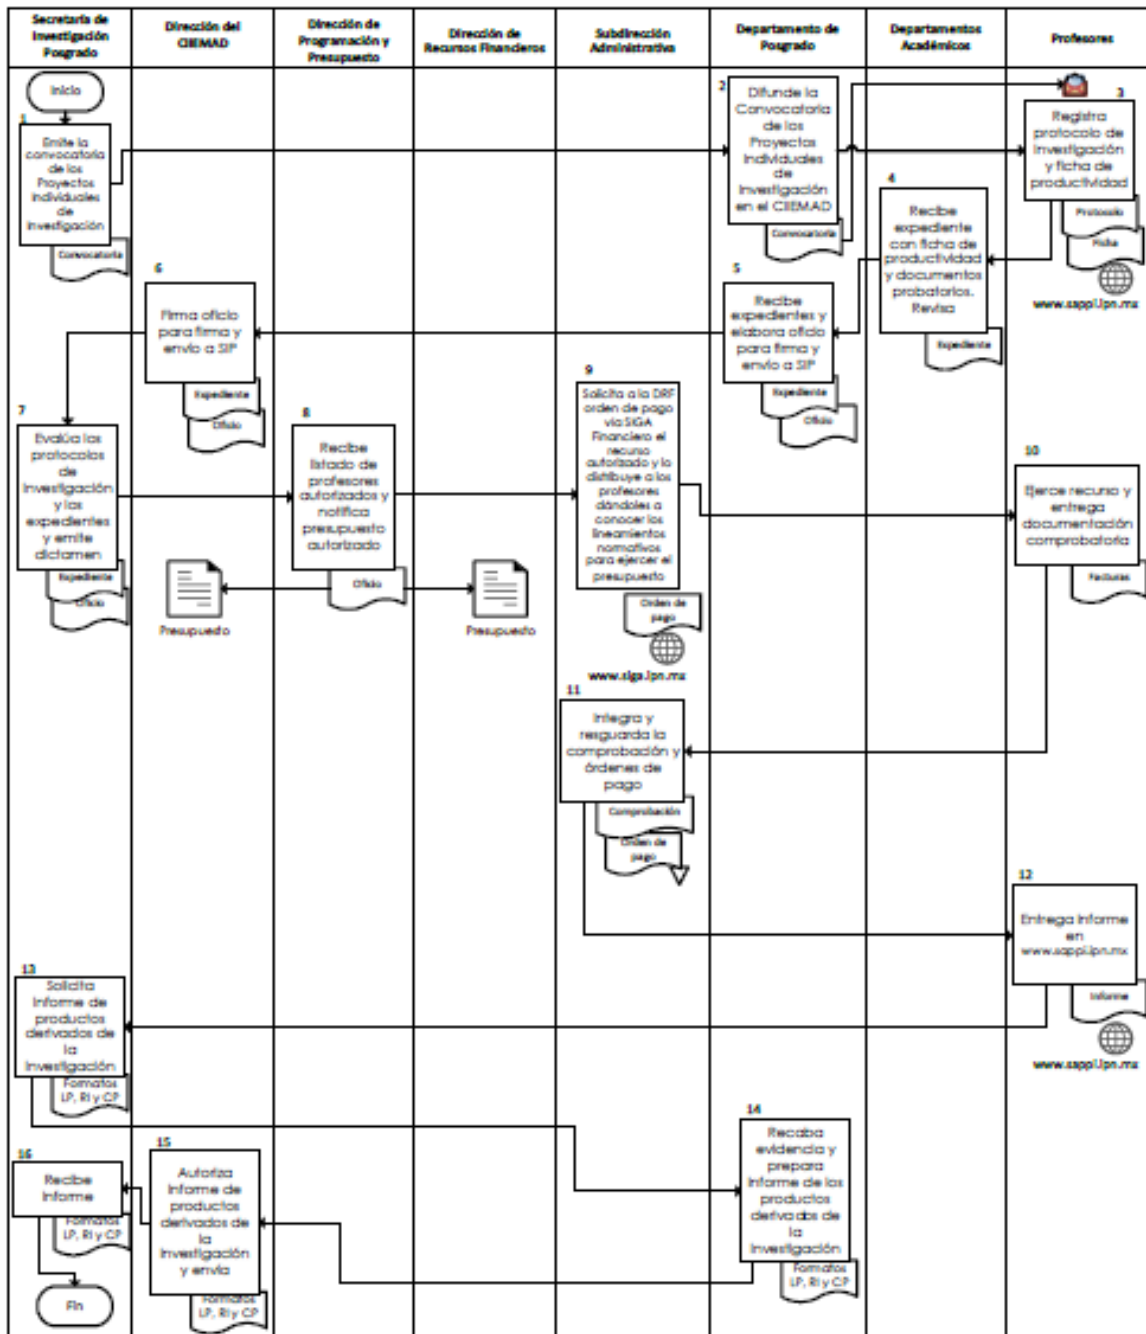 Secretaría de
Investigación
Posgrado
Dirección del
CIIEMAD
Dirección de
Programación y
Presupuesto
Dirección de
Recursos Financieros
Subdirección
Administrativa
Departamento de
Posgrado
Departamentos
Académicos
Profesores
Inicio
1
Emite la
convocatoria
de los
Proyectos
Individuales
de
Investigación
Convocatoria
2
Difunde la
Convocatoria
de los
Proyectos
Individuales
de
Investigación
en el CIIEMAD
Convocatoria
3
Registra
protocolo de
Investigación
y ficha de
productividad
Protocolo
Ficha
www.sappi.ipn.mx
4
Recibe
expediente
con ficha de
productividad
y documentos
probatorios.
Revisa
Expediente
5
Recibe
expedientes y
elabora oficio
para firma y
envío a SIP
Expediente
Oficio
6
Firma oficio
para firma y
envío a SIP
Expediente
Oficio
7
Evalúa los
protocolos
de
Investigación
y los
expedientes
y emite
dictamen
Expediente
Oficio
8
Recibe
listado de
profesores
autorizados y
notifica
presupuesto
autorizado
Oficio
Presupuesto
Presupuesto
9
Solicita a la DRF
orden de pago
vía SIGA
Financiero el
recurso
autorizado y lo
distribuye a los
profesores
dándoles a
conocer los
lineamientos
normativos
para ejercer el
presupuesto
Orden de
pago
www.siga.ipn.mx
10
Ejerce recurso y
entrega
documentación
comprobatoria
Facturas
11
Integra y
resguarda la
comprobación y
órdenes de
pago
Comprobación
Orden de
pago
12
Entrega Informe
en
www.sappi.ipn.mx
Informe
www.sappi.ipn.mx
13
Solicita
Informe de
productos
derivados de
la
Investigación
Formatos
LP, RI y CP
14
Recaba
evidencia y
prepara
Informe de los
productos
derivados de
la
Investigación
Formatos
LP, RI y CP
15
Autoriza
Informe de
productos
derivados de
la
Investigación
y envía
Formatos
LP, RI y CP
16
Recibe
Informe
Formatos
LP, RI y CP
Fin